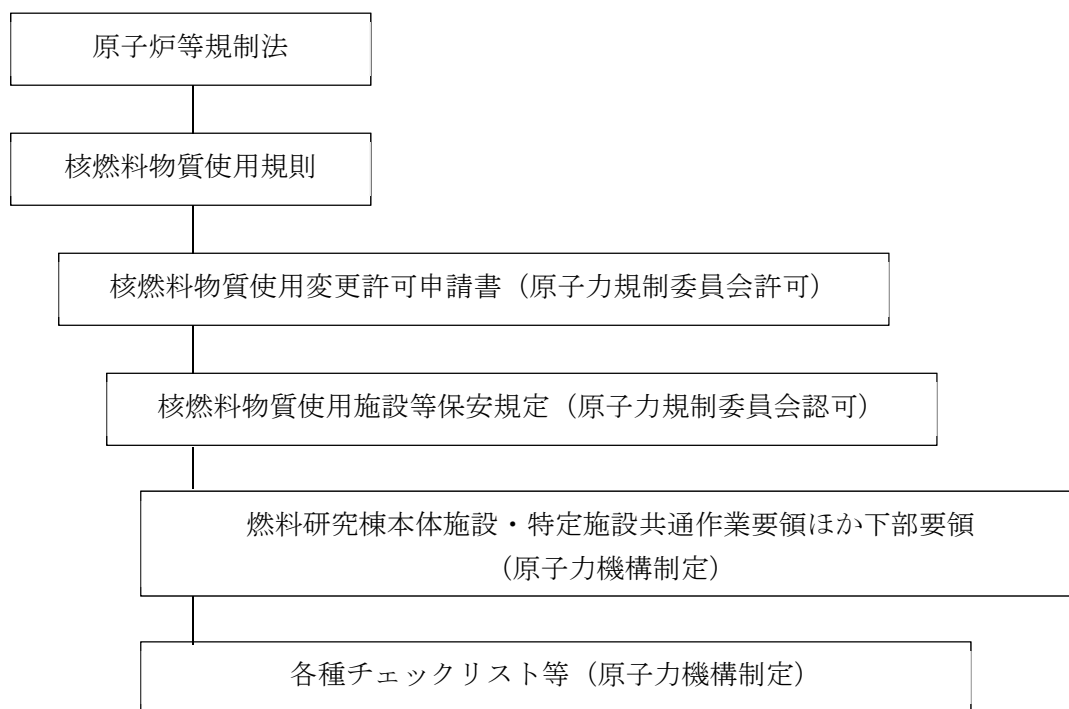 原子炉等規制法
核燃料物質使用規則
核燃料物質使用変更許可申請書（原子力規制委員会許可）
核燃料物質使用施設等保安規定（原子力規制委員会認可）
燃料研究棟本体施設・特定施設共通作業要領ほか下部要領
（原子力機構制定）
各種チェックリスト等（原子力機構制定）